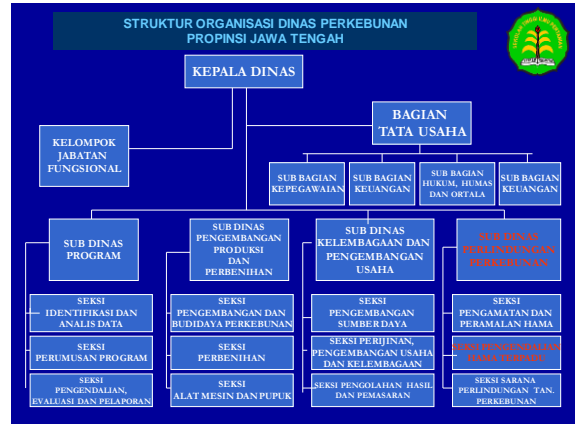 STRUKTUR ORGANISASI DINAS PERKEBUNAN
PROPINSI JAWA TENGAH
KEPALA DINAS
BAGIAN
TATA USAHA
KELOMPOK
JABATAN
FUNGSIONAL
SUB BAGIAN
KEPEGAWAIAN
SUB BAGIAN
KEUANGAN
SUB BAGIAN
HUKUM, HUMAS
DAN ORTALA
SUB BAGIAN
KEUANGAN
SUB DINAS
PROGRAM
SUB DINAS
PENGEMBANGAN
PRODUKSI
DAN
PERBENIHAN
SUB DINAS
KELEMBAGAAN DAN
PENGEMBANGAN
USAHA
SUB DINAS
PERLINDUNGAN
PERKEBUNAN
SEKSI
IDENTIFIKASI DAN
ANALIS DATA
SEKSI
PENGEMBANGAN DAN
BUDIDAYA PERKEBUNAN
SEKSI
PENGEMBANGAN
SUMBER DAYA
SEKSI
PENGAMATAN DAN
PERAMALAN HAMA
SEKSI
PERUMUSAN PROGRAM
SEKSI
PERBENIHAN
SEKSI PERIJINAN,
PENGEMBANGAN USAHA
DAN KELEMBAGAAN
SEKSI PENGENDALIAN
HAMA TERPADU
SEKSI
PENGENDALIAN,
EVALUASI DAN PELAPORAN
SEKSI
ALAT MESIN DAN PUPUK
SEKSI PENGOLAHAN HASIL
DAN PEMASARAN
SEKSI SARANA
PERLINDUNGAN TAN.
PERKEBUNAN